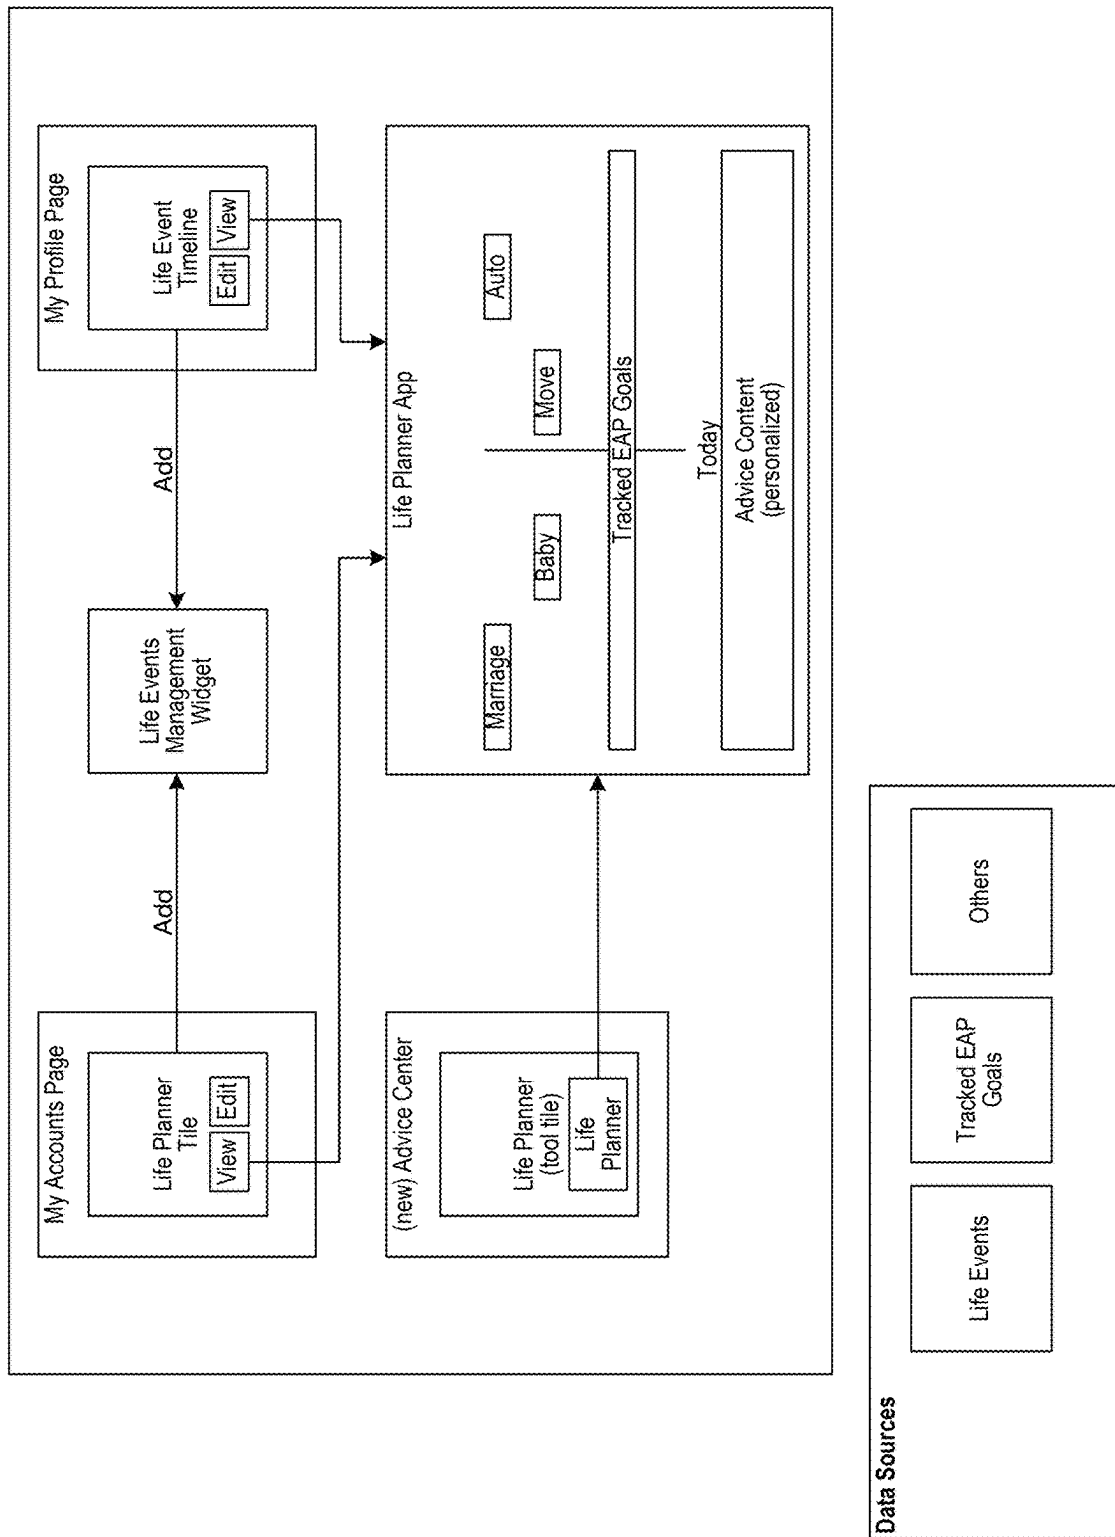 My Accounts Page
Life Planner
Tile
View
Edit
Add
Life Events
Management
Widget
Add
My Profile Page
Life Event
Timeline
Edit
View
(new) Advice Center
Life Planner
(tool tile)
Life
Planner
Life Planner App
Marriage
Baby
Move
Auto
Tracked EAP Goals
Today
Advice Content
(personalized)
Data Sources
Life Events
Tracked EAP
Goals
Others